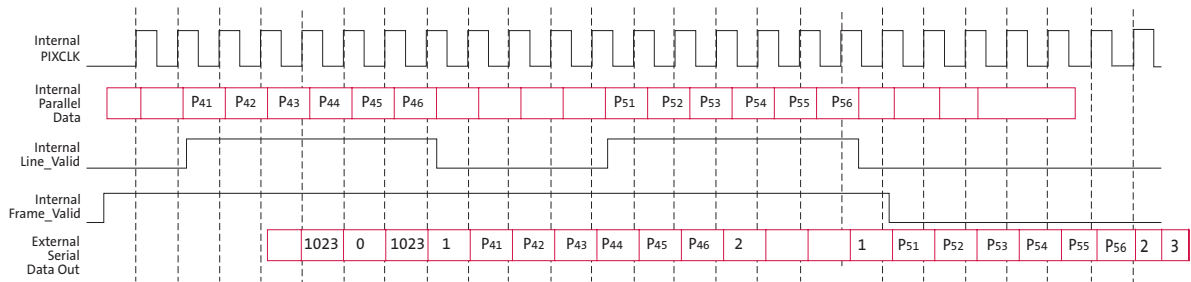 Internal
PIXCLK
Internal
Parallel
Data
P41 P42 P43 P44 P45 P46 P51 P52 P53 P54 P55 P56
Internal
Line_Valid
Internal
Frame_Valid
External
Serial
Data Out
1023 0 1023 1 P41 P42 P43 P44 P45 P46 2 1 P51 P52 P53 P54 P55 P56 2 3